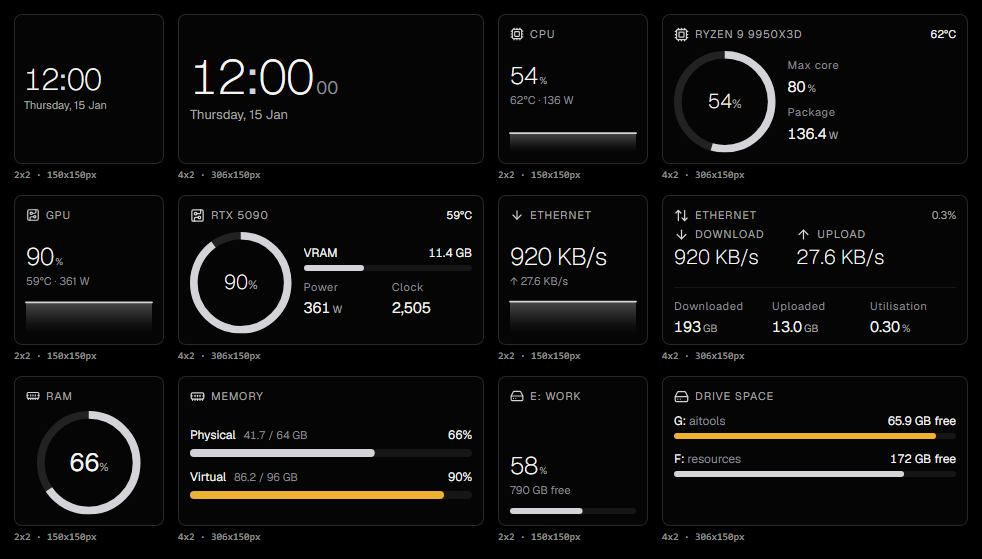 12:00
Thursday, 15 Jan
2x2 · 150x150px
12:00 00
Thursday, 15 Jan
4x2 · 306x150px
CPU
54%
62°C · 136 W
2x2 · 150x150px
RYZEN 9 9950X3D 62°C
54%
Max core
80%
Package
136.4 W
4x2 · 306x150px
GPU
90%
59°C · 361 W
2x2 · 150x150px
RTX 5090 59°C
90%
VRAM 11.4 GB
Power Clock
361 W 2,505
4x2 · 306x150px
ETHERNET
920 KB/s
↑ 27.6 KB/s
2x2 · 150x150px
ETHERNET 0.3%
DOWNLOAD UPLOAD
920 KB/s 27.6 KB/s
Downloaded Uploaded Utilisation
193 GB 13.0 GB 0.30 %
4x2 · 306x150px
RAM
66%
2x2 · 150x150px
MEMORY
Physical 41.7 / 64 GB 66%
Virtual 86.2 / 96 GB 90%
4x2 · 306x150px
E: WORK
58%
790 GB free
2x2 · 150x150px
DRIVE SPACE
G: aitools 65.9 GB free
F: resources 172 GB free
4x2 · 306x150px